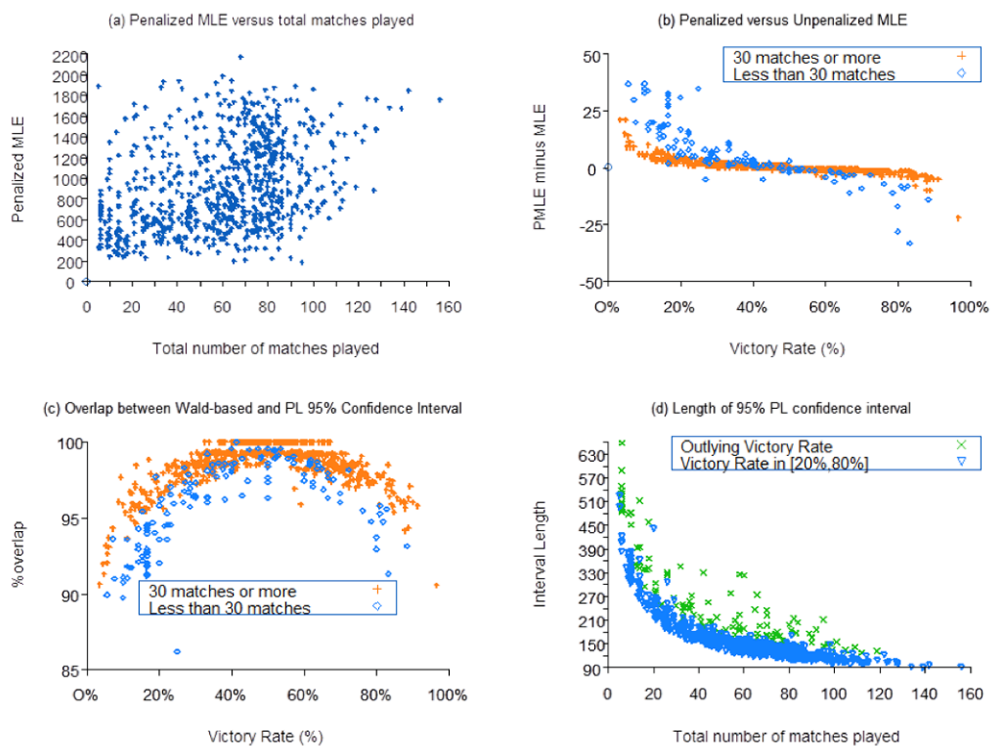 (a) Penalized MLE versus total matches played
2200
2000
1800
1600
1400
1200
1000
800
600
400
200
0
Penalized MLE
0 20 40 60 80 100 120 140 160
Total number of matches played
(b) Penalized versus Unpenalized MLE
30 matches or more
Less than 30 matches
50
25
0
-25
-50
PMLE minus MLE
O% 20% 40% 60% 80% 100%
Victory Rate (%)
(c) Overlap between Wald-based and PL 95% Confidence Interval
100
95
90
85
%overlap
30 matches or more
Less than 30 matches
O% 20% 40% 60% 80% 100%
Victory Rate (%)
(d) Length of 95% PL confidence interval
Outlying Victory Rate
Victory Rate in [20%,80%]
630
570
510
450
390
330
270
210
150
90
Interval Length
0 20 40 60 80 100 120 140 160
Total number of matches played